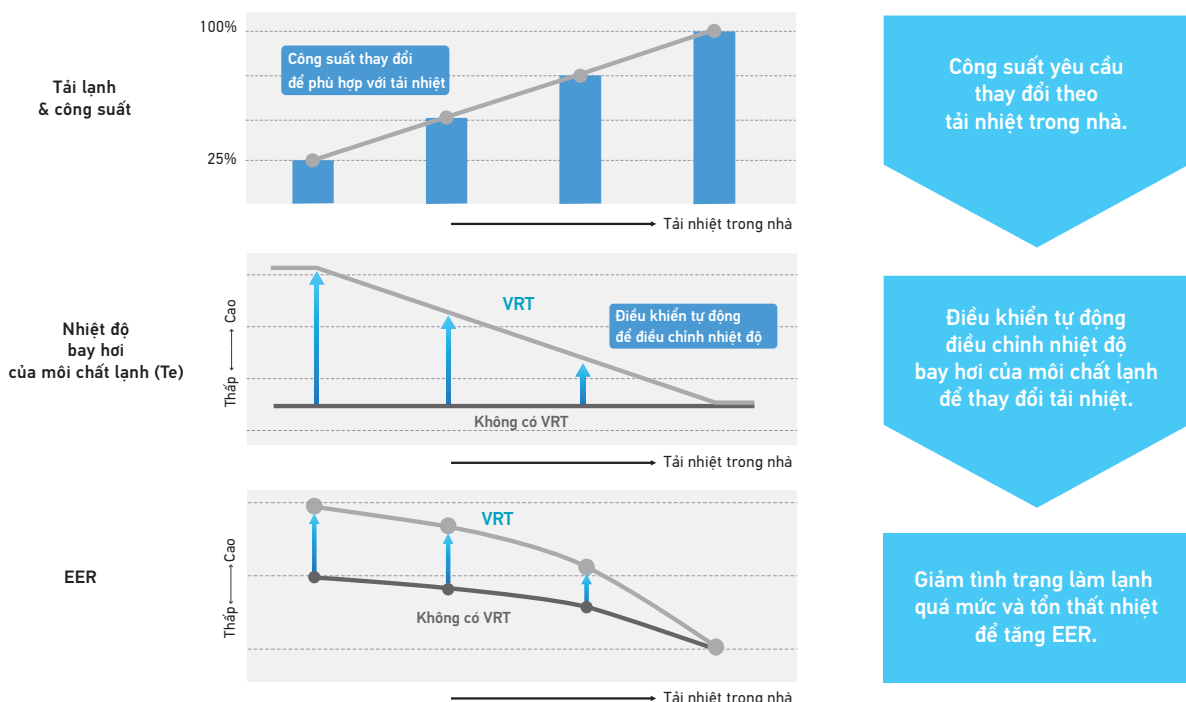 100%
Công suất thay đổi
để phù hợp với tải nhiệt
Tải lạnh
& công suất
25%
Tải nhiệt trong nhà
Công suất yêu cầu
thay đổi theo
tải nhiệt trong nhà.
VRT
Điều khiển tự động
để điều chỉnh nhiệt độ
Nhiệt độ
bay hơi
của môi chất lạnh (Te)
Thấp Cao
Không có VRT
Tải nhiệt trong nhà
Điều khiển tự động
điều chỉnh nhiệt độ
bay hơi của môi chất lạnh
để thay đổi tải nhiệt.
VRT
EER
Thấp Cao
Không có VRT
Tải nhiệt trong nhà
Giảm tình trạng làm lạnh
quá mức và tổn thất nhiệt
để tăng EER.